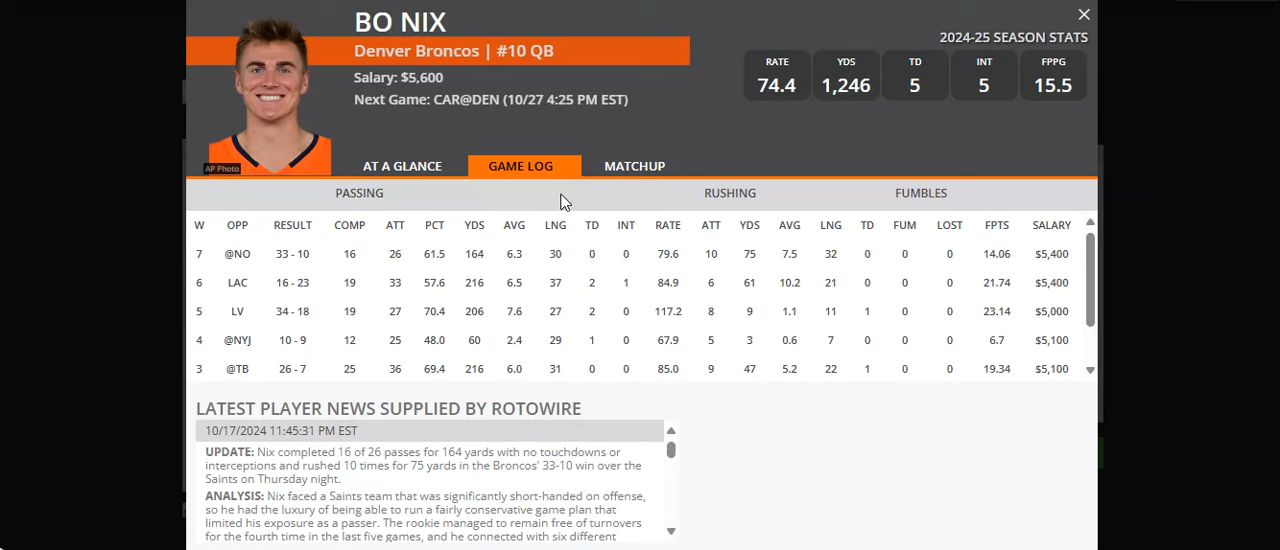 BO NIX
Denver Broncos | #10 QB
Salary: $5,600
Next Game: CAR@DEN (10/27 4:25 PM EST)
2024-25 SEASON STATS
RATE YDS TD INT FPPG
74.4 1,246 5 5 15.5
AP Photo
AT A GLANCE GAME LOG MATCHUP
PASSING RUSHING FUMBLES
W OPP RESULT COMP ATT PCT YDS AVG LNG TD INT RATE ATT YDS AVG LNG TD FUM LOST FPTS SALARY
7 @NO 33 - 10 16 26 61.5 164 6.3 30 0 0 79.6 10 75 7.5 32 0 0 0 14.06 $5,400
6 LAC 16 - 23 19 33 57.6 216 6.5 37 2 1 84.9 6 61 10.2 21 0 0 0 21.74 $5,400
5 LV 34 - 18 19 27 70.4 206 7.6 27 2 0 117.2 8 9 1.1 11 1 0 0 23.14 $5,000
4 @NYJ 10 - 9 12 25 48.0 60 2.4 29 1 0 67.9 5 3 0.6 7 0 0 0 6.7 $5,100
3 @TB 26 - 7 25 36 69.4 216 6.0 31 0 0 85.0 9 47 5.2 22 1 0 0 19.34 $5,100
LATEST PLAYER NEWS SUPPLIED BY ROTOWIRE
10/17/2024 11:45:31 PM EST
UPDATE: Nix completed 16 of 26 passes for 164 yards with no touchdowns or
interceptions and rushed 10 times for 75 yards in the Broncos' 33-10 win over the
Saints on Thursday night.
ANALYSIS: Nix faced a Saints team that was significantly short-handed on offense,
so he had the luxury of being able to run a fairly conservative game plan that
limited his exposure as a passer. The rookie managed to remain free of turnovers
for the fourth time in the last five games, and he connected with six different